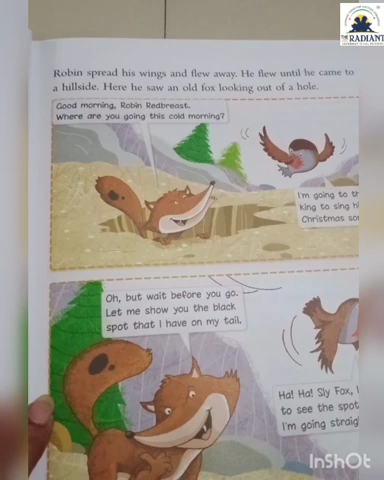 THE RADIANT
Robin spread his wings and flew away. He flew until he came to
a hillside. Here he saw an old fox looking out of a hole.
Good morning, Robin Redbreast.
Where are you going this cold morning?
I'm going to
king to sing
Christmas
Oh, but wait before you go.
Let me show you the black
spot that I have on my tail.
Ha! Ha! Sly Fox,
to see the spot
I'm going
InShOt